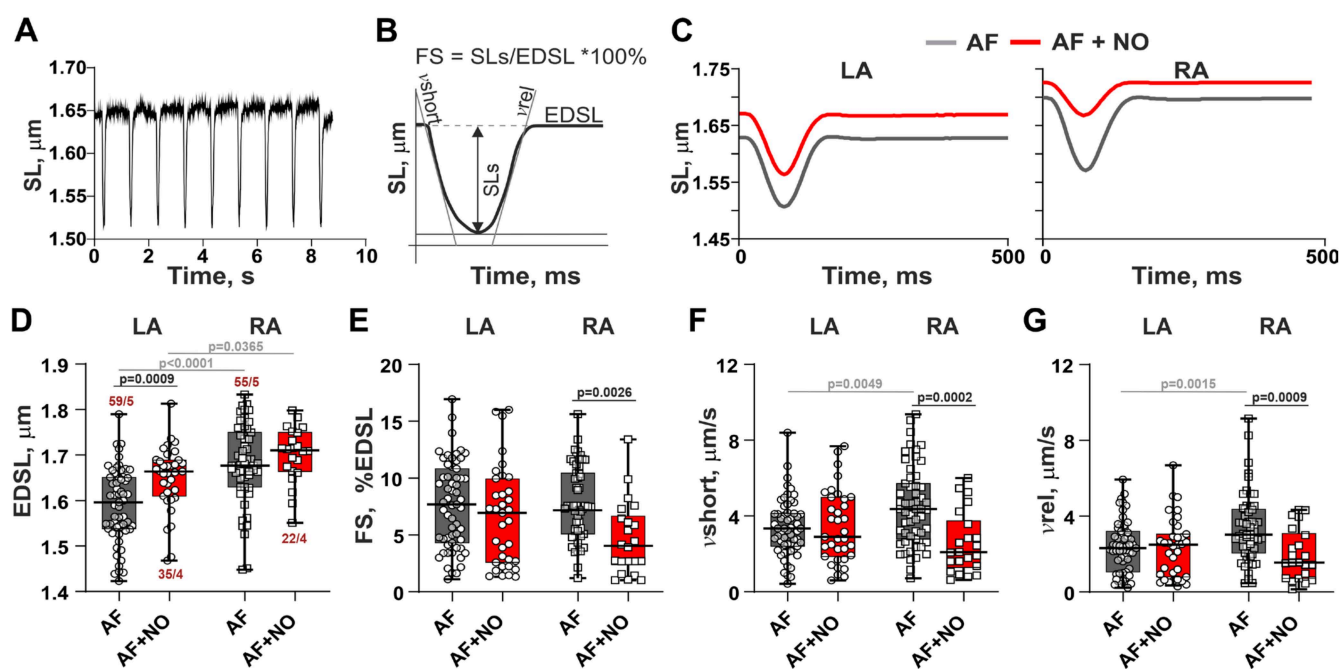 A
SL, µm
1.70
1.65
1.60
1.55
1.50
0 2 4 6 8 10
Time, s
B
FS = SLs/EDSL *100%
νshort
νrel
EDSL
SLs
SL, µm
Time, ms
C
AF AF + NO
LA
SL, µm
1.75
1.65
1.55
1.45
0 500
Time, ms
RA
0 500
Time, ms
D
LA RA
EDSL, µm
1.9
1.8
1.7
1.6
1.5
1.4
p=0.0365
p<0.0001
p=0.0009
59/5
55/5
35/4
22/4
AF AF+NO AF AF+NO
E
LA RA
FS, %EDSL
20
15
10
5
0
p=0.0026
AF AF+NO AF AF+NO
F
LA RA
νshort, µm/s
12
8
4
0
p=0.0049
p=0.0002
AF AF+NO AF AF+NO
G
LA RA
νrel, µm/s
12
8
4
0
p=0.0015
p=0.0009
AF AF+NO AF AF+NO